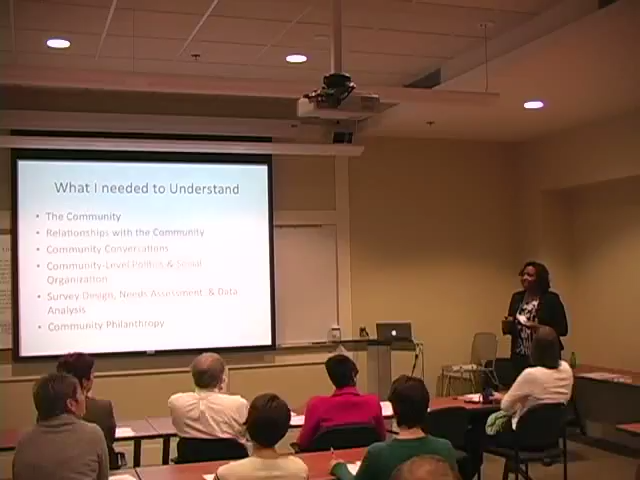 What I needed to Understand
• The Community
• Relationships with the Community
• Community Conversations
• Community-Level Politics & Social
Organization
• Survey Design, Needs Assessment & Data
Analysis
• Community Philanthropy